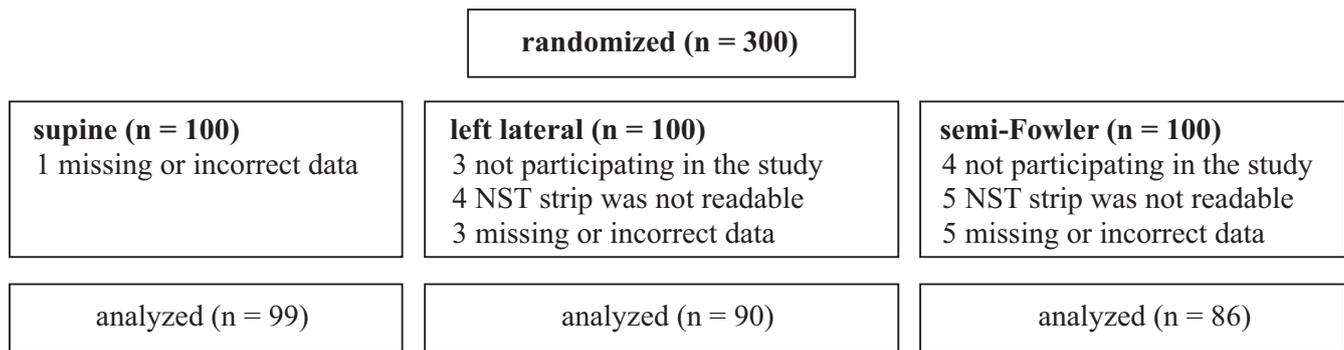 randomized (n = 300)
supine (n = 100)
1 missing or incorrect data
left lateral (n = 100)
3 not participating in the study
4 NST strip was not readable
3 missing or incorrect data
semi-Fowler (n = 100)
4 not participating in the study
5 NST strip was not readable
5 missing or incorrect data
analyzed (n = 99)
analyzed (n = 90)
analyzed (n = 86)